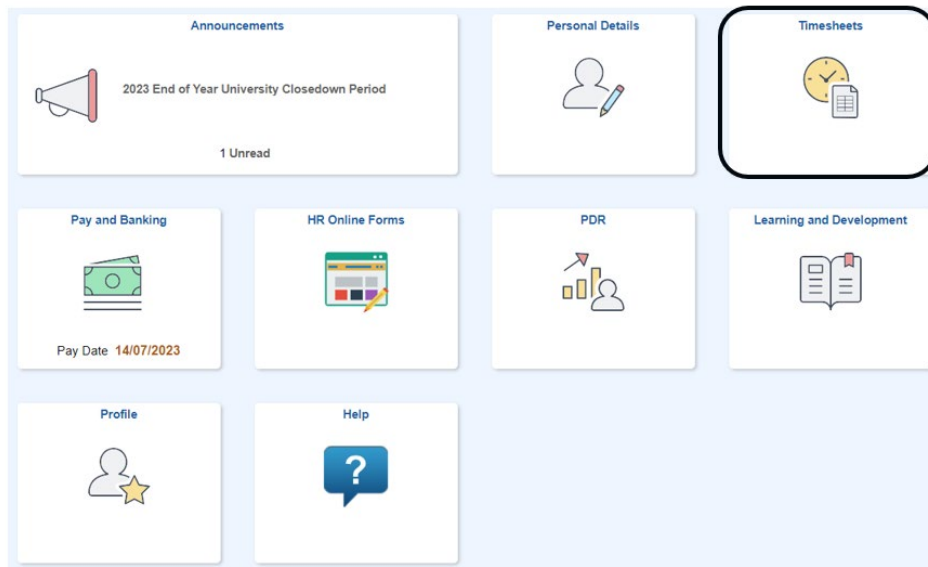 Announcements
2023 End of Year University Closedown Period
1 Unread
Personal Details
Timesheets
Pay and Banking
Pay Date 14/07/2023
HR Online Forms
PDR
Learning and Development
Profile
Help
?